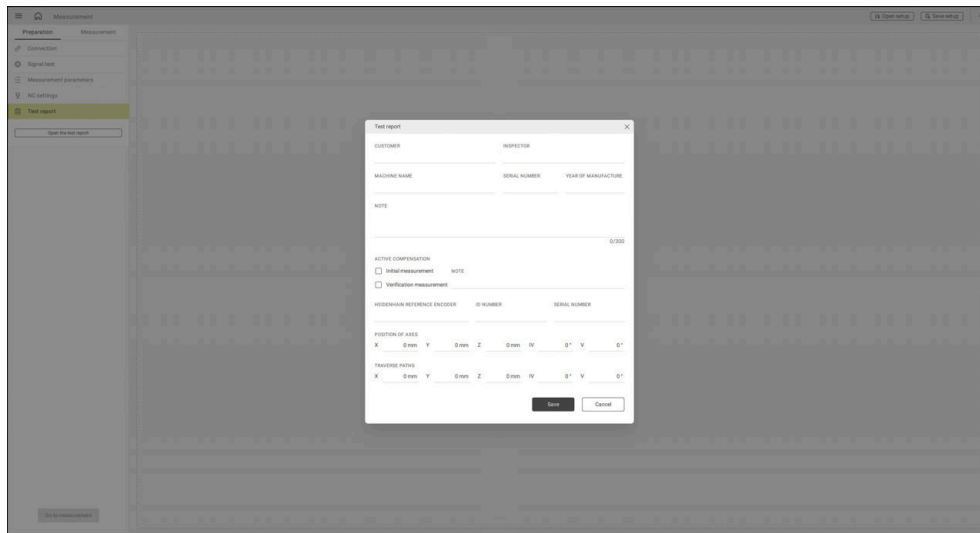 Measurement
Open setup
Save setup
Preparation Measurement
Connection
Signal test
Measurement parameters
NC settings
Test report
Open the test report
Go to measurement
Test report
CUSTOMER INSPECTOR
MACHINE NAME SERIAL NUMBER YEAR OF MANUFACTURE
NOTE
0/300
ACTIVE COMPENSATION
Initial measurement NOTE
Verification measurement
HEIDENHAIN REFERENCE ENCODER ID NUMBER SERIAL NUMBER
POSITION OF AXES
X 0 mm Y 0 mm Z 0 mm IV 0 ° V 0 °
TRAVERSE PATHS
X 0 mm Y 0 mm Z 0 mm IV 0 ° V 0 °
Save Cancel